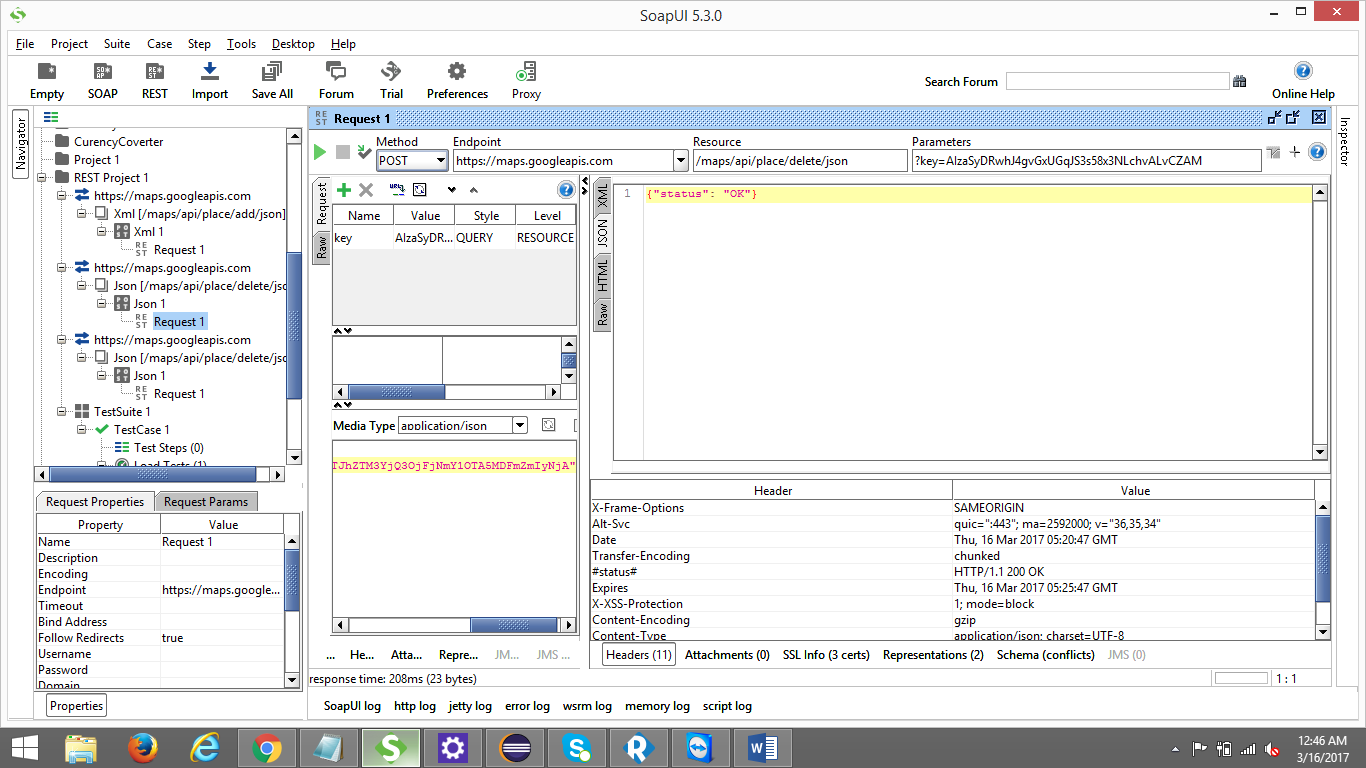 SoapUI 5.3.0
File Project Suite Case Step Tools Desktop Help
Empty SOAP REST Import Save All Forum Trial Preferences Proxy Search Forum Online Help
Navigator
CurencyCoverter
Project 1
REST Project 1
https://maps.googleapis.com
Xml [/maps/api/place/add/json]
Xml 1
Request 1
https://maps.googleapis.com
Json [/maps/api/place/delete/jso
Json 1
Request 1
https://maps.googleapis.com
Json [/maps/api/place/delete/jso
Json 1
Request 1
TestSuite 1
TestCase 1
Test Steps (0)
Load Tests (1)
Request Properties Request Params
Property Value
Name Request 1
Description
Encoding
Endpoint https://maps.google...
Timeout
Bind Address
Follow Redirects true
Username
Password
Domain
Properties
Request 1
Method Endpoint Resource Parameters
POST https://maps.googleapis.com /maps/api/place/delete/json ?key=AIzaSyDRwhJ4gvGxUGqJS3s58x3NLchvALvCZAM
Request
Raw
Name Value Style Level
key AIzaSyDR... QUERY RESOURCE
Media Type application/json
TJhZTM3YjQ3OjFjNmY1OTA5MDFmZmIyNjA"
... He... Atta... Repre... JM... JMS ...
XML
JSON
HTML
Raw
1 {"status": "OK"}
Header Value
X-Frame-Options SAMEORIGIN
Alt-Svc quic=":443"; ma=2592000; v="36,35,34"
Date Thu, 16 Mar 2017 05:20:47 GMT
Transfer-Encoding chunked
#status# HTTP/1.1 200 OK
Expires Thu, 16 Mar 2017 05:25:47 GMT
X-XSS-Protection 1; mode=block
Content-Encoding gzip
Content-Type application/json; charset=UTF-8
Headers (11) Attachments (0) SSL Info (3 certs) Representations (2) Schema (conflicts) JMS (0)
response time: 208ms (23 bytes) 1 : 1
Inspector
SoapUI log http log jetty log error log wsrm log memory log script log
12:46 AM
3/16/2017